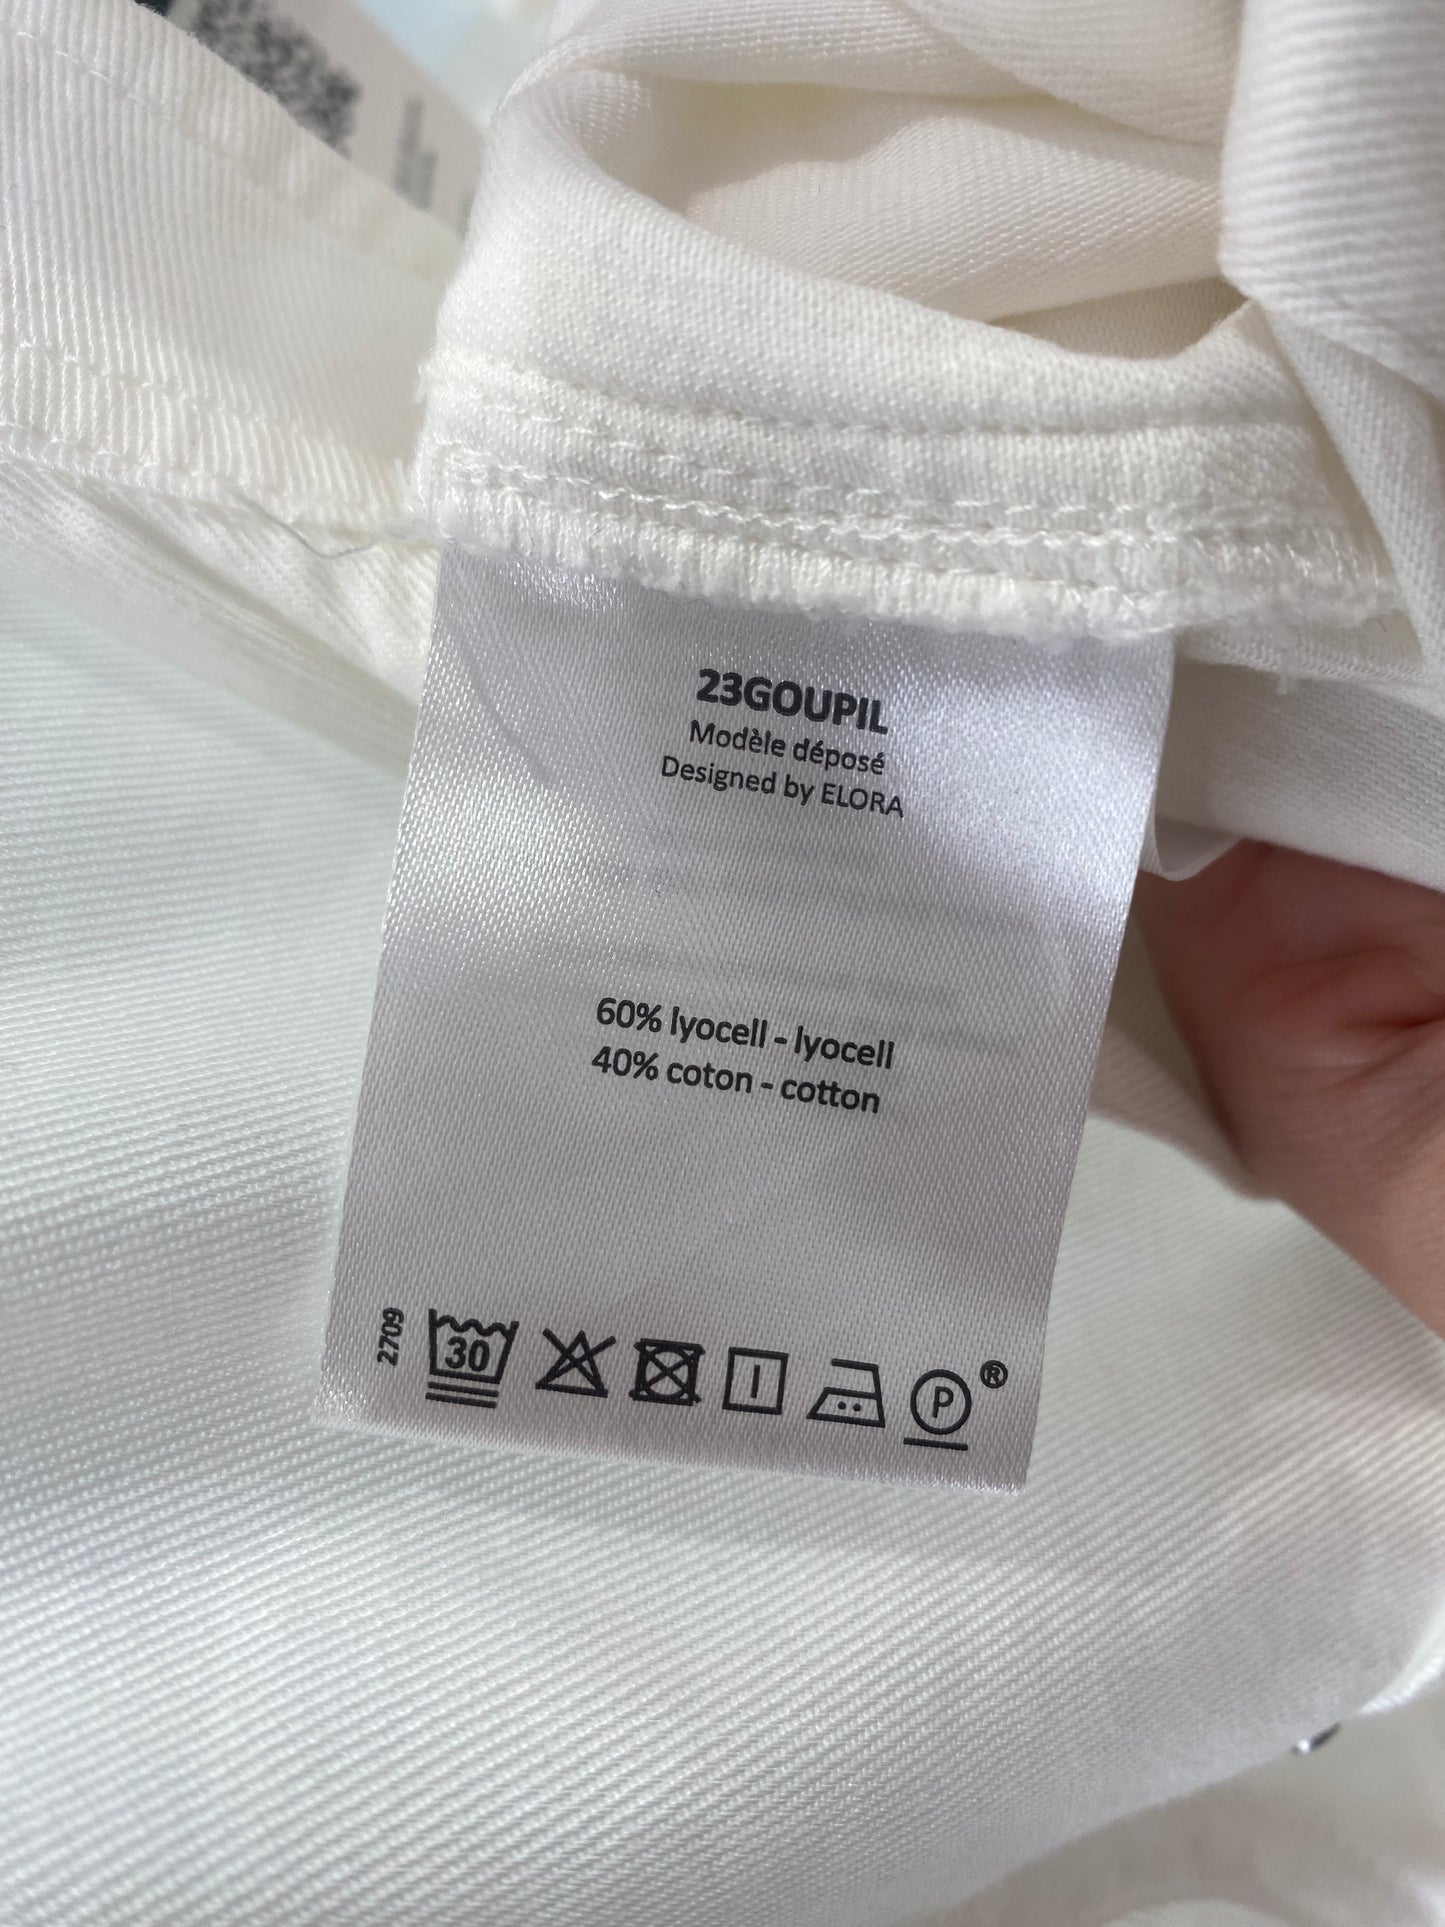 23GOUPIL
Modèle déposé
Designed by ELORA
60% lyocell - lyocell
40% coton - cotton
2709
30
P ®